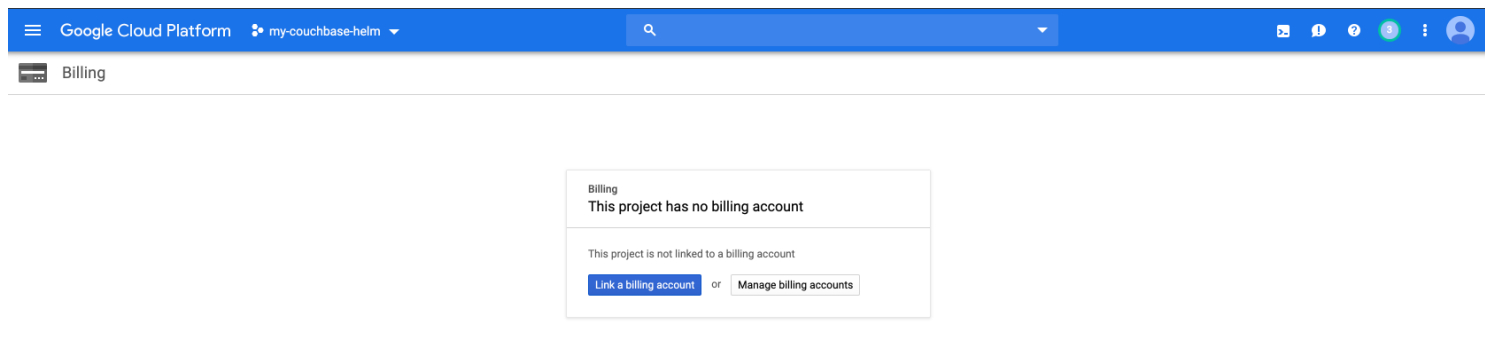 Google Cloud Platform my-couchbase-helm
3
Billing
Billing
This project has no billing account
This project is not linked to a billing account
Link a billing account or Manage billing accounts